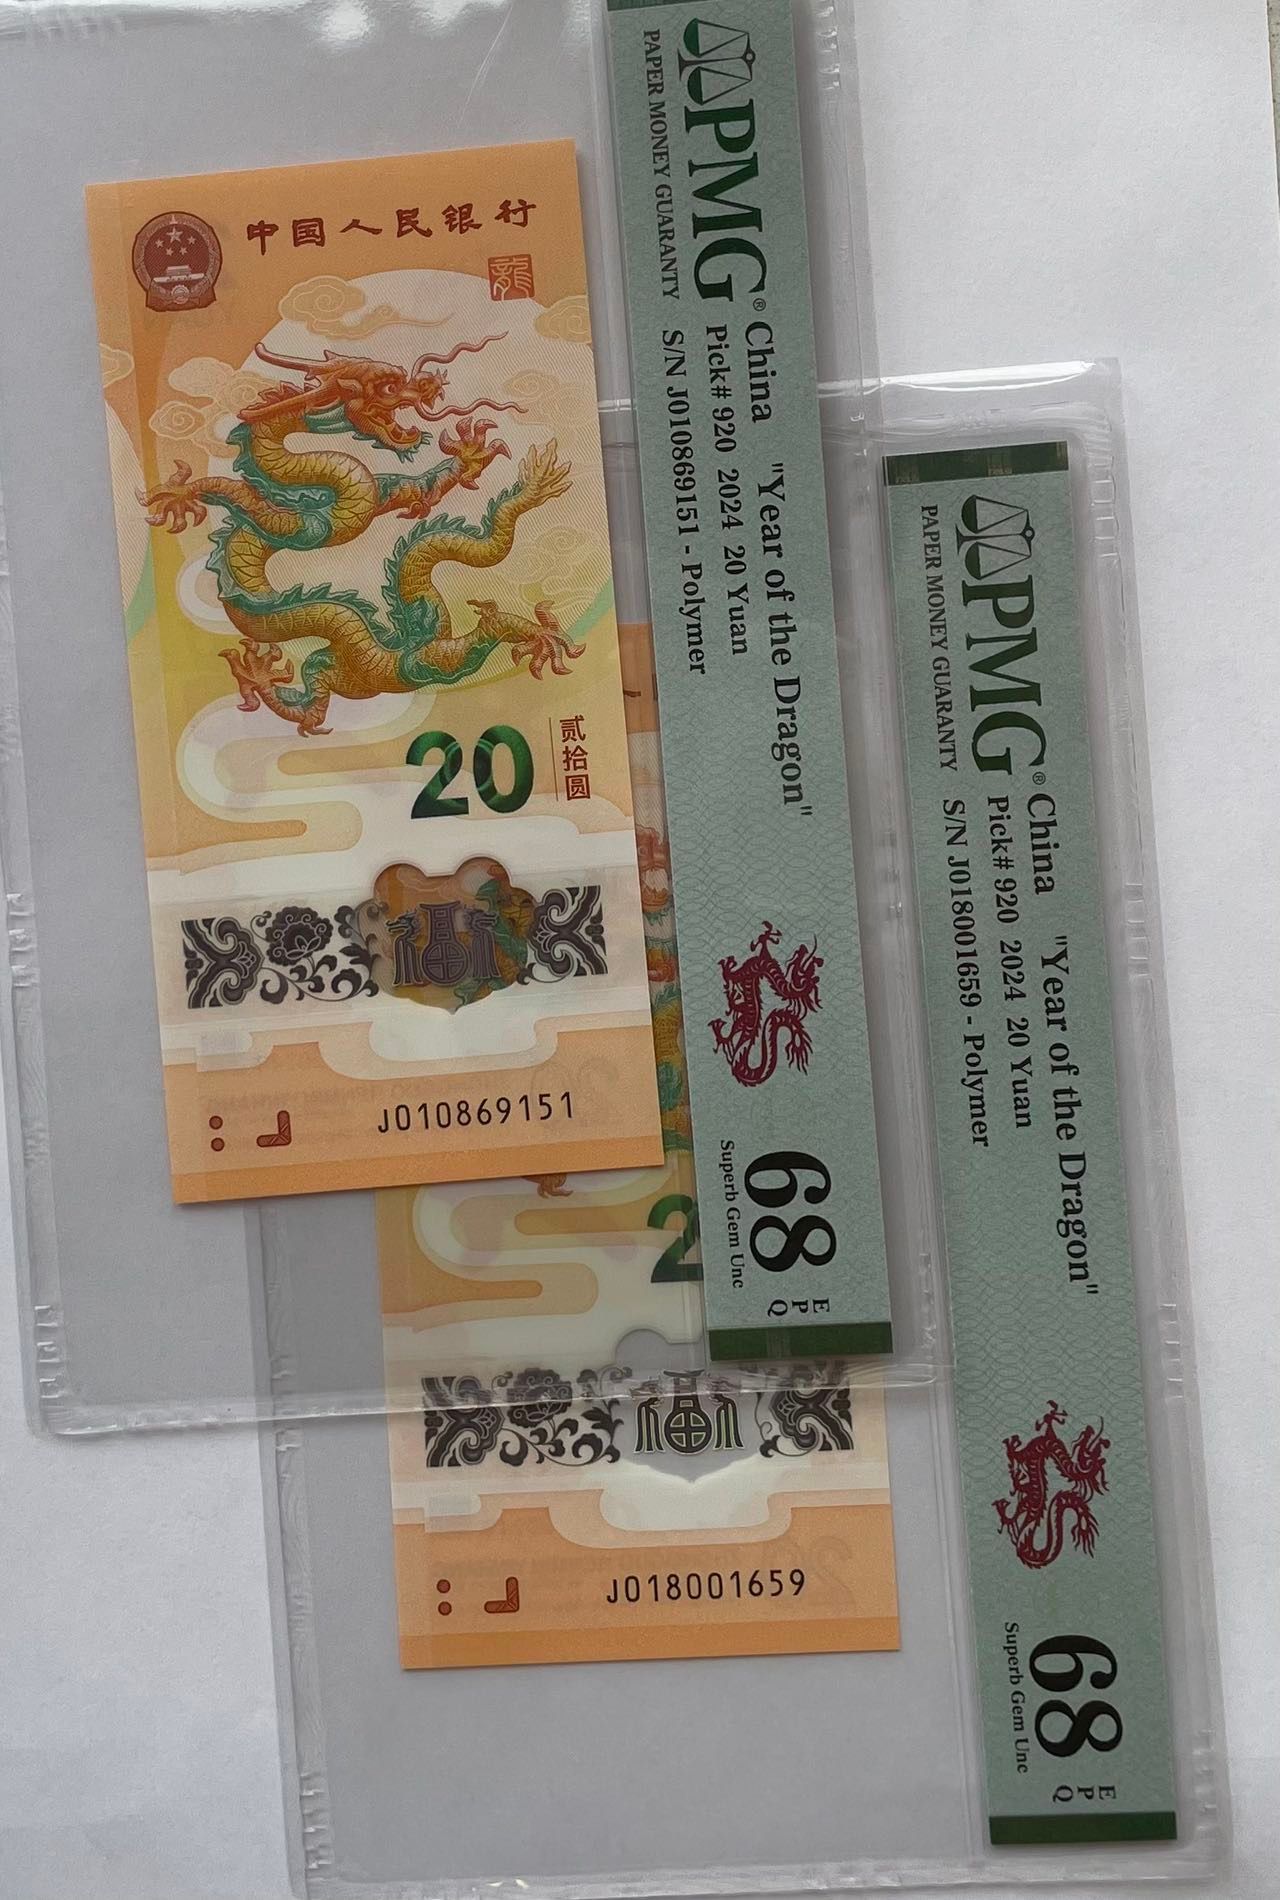 中国人民银行
龍
20
贰拾圆
J010869151
PMG®
PAPER MONEY GUARANTY
China "Year of the Dragon"
Pick# 920 2024 20 Yuan
S/N J010869151 - Polymer
68
EPQ
Superb Gem Unc
2
J018001659
PMG®
PAPER MONEY GUARANTY
China "Year of the Dragon"
Pick# 920 2024 20 Yuan
S/N J018001659 - Polymer
68
EPQ
Superb Gem Unc